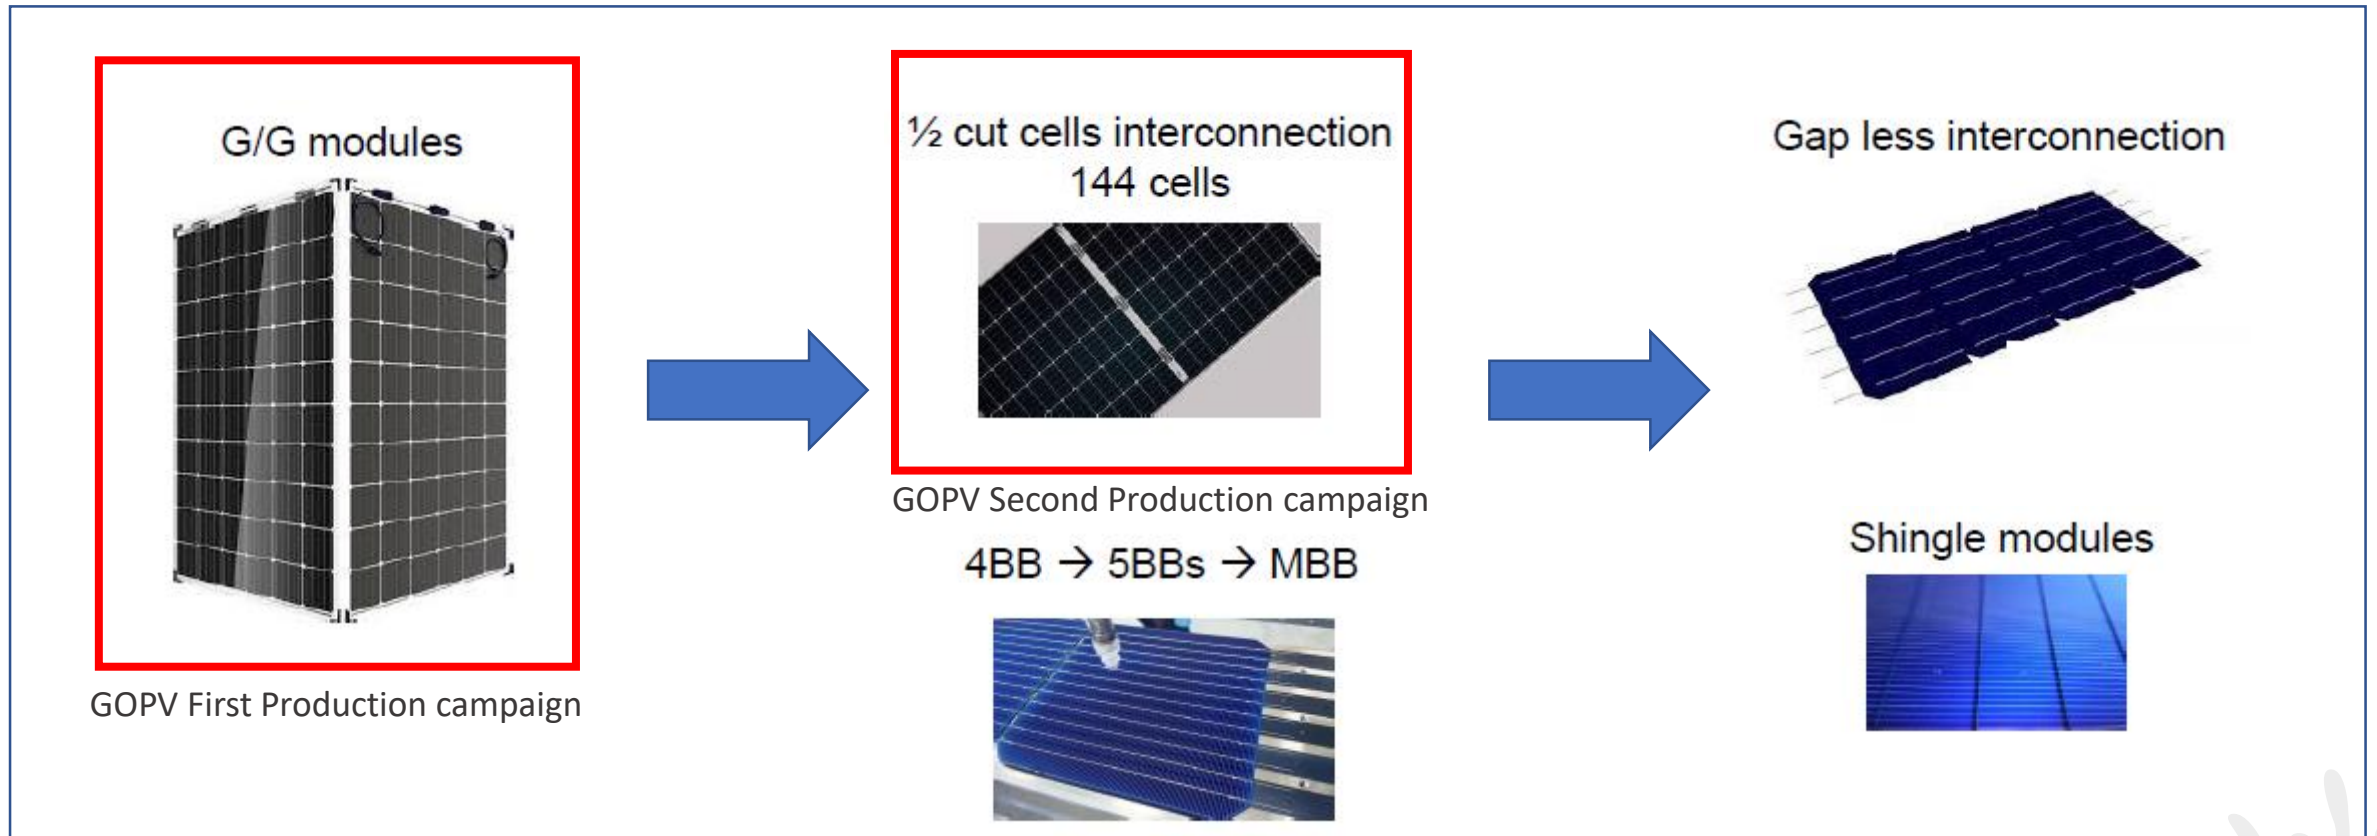 G/G modules
GOPV First Production campaign
½ cut cells interconnection
144 cells
GOPV Second Production campaign
4BB → 5BBs → MBB
Gap less interconnection
Shingle modules